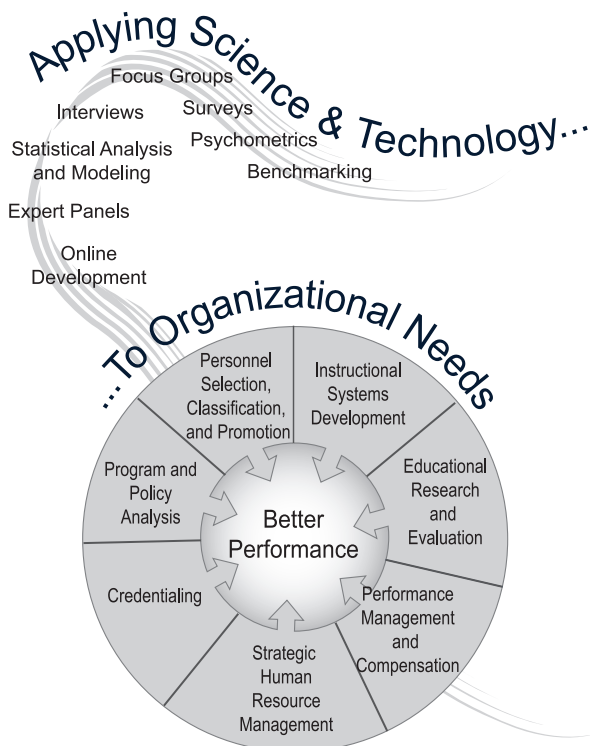 Applying Science & Technology...
Focus Groups
Interviews
Surveys
Psychometrics
Statistical Analysis
and Modeling
Benchmarking
Expert Panels
Online
Development
...To Organizational Needs
Personnel
Selection,
Classification,
and Promotion
Instructional
Systems
Development
Educational
Research
and
Evaluation
Performance
Management
and
Compensation
Strategic
Human
Resource
Management
Credentialing
Program and
Policy
Analysis
Better
Performance